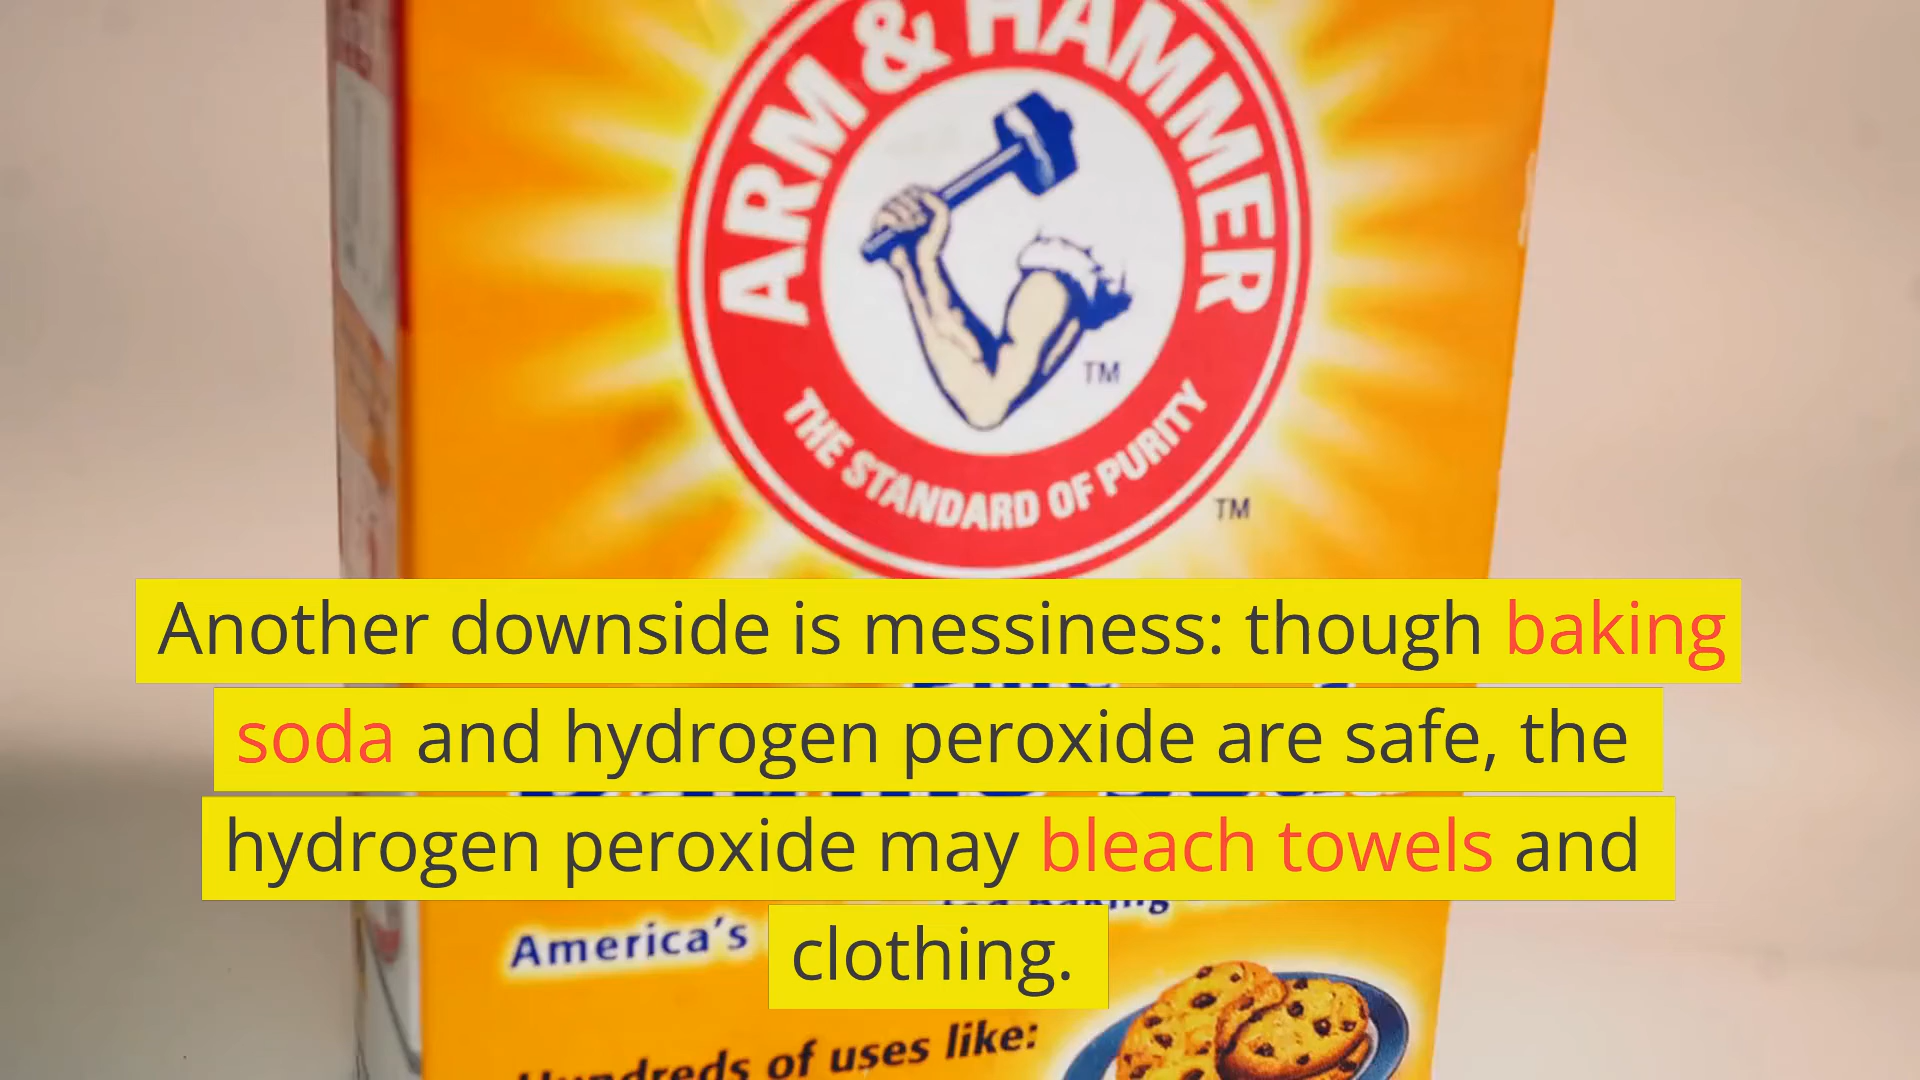 ARM & HAMMER
TM
THE STANDARD OF PURITY
TM
Another downside is messiness: though baking
soda and hydrogen peroxide are safe, the
hydrogen peroxide may bleach towels and
America's
clothing.
Hundreds of uses like: